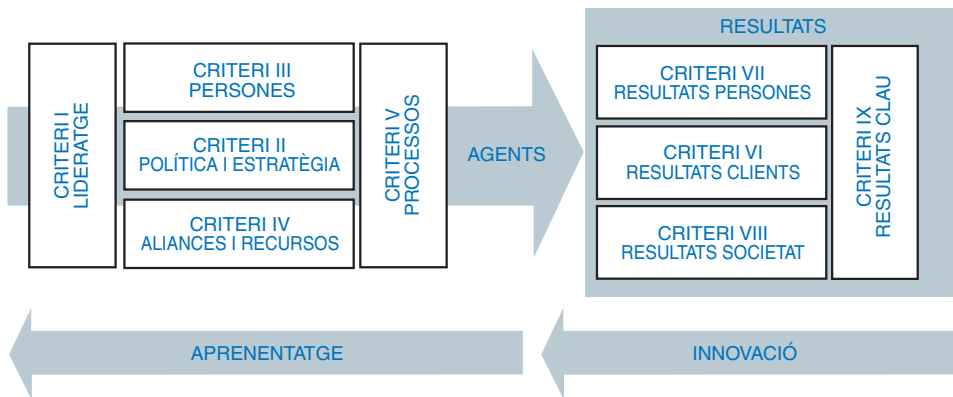 CRITERI I
LIDERATGE
CRITERI III
PERSONES
CRITERI II
POLÍTICA I ESTRATÈGIA
CRITERI IV
ALIANCES I RECURSOS
CRITERI V
PROCESSOS
AGENTS
RESULTATS
CRITERI VII
RESULTATS PERSONES
CRITERI VI
RESULTATS CLIENTS
CRITERI VIII
RESULTATS SOCIETAT
CRITERI IX
RESULTATS CLAU
APRENENTATGE
INNOVACIÓ